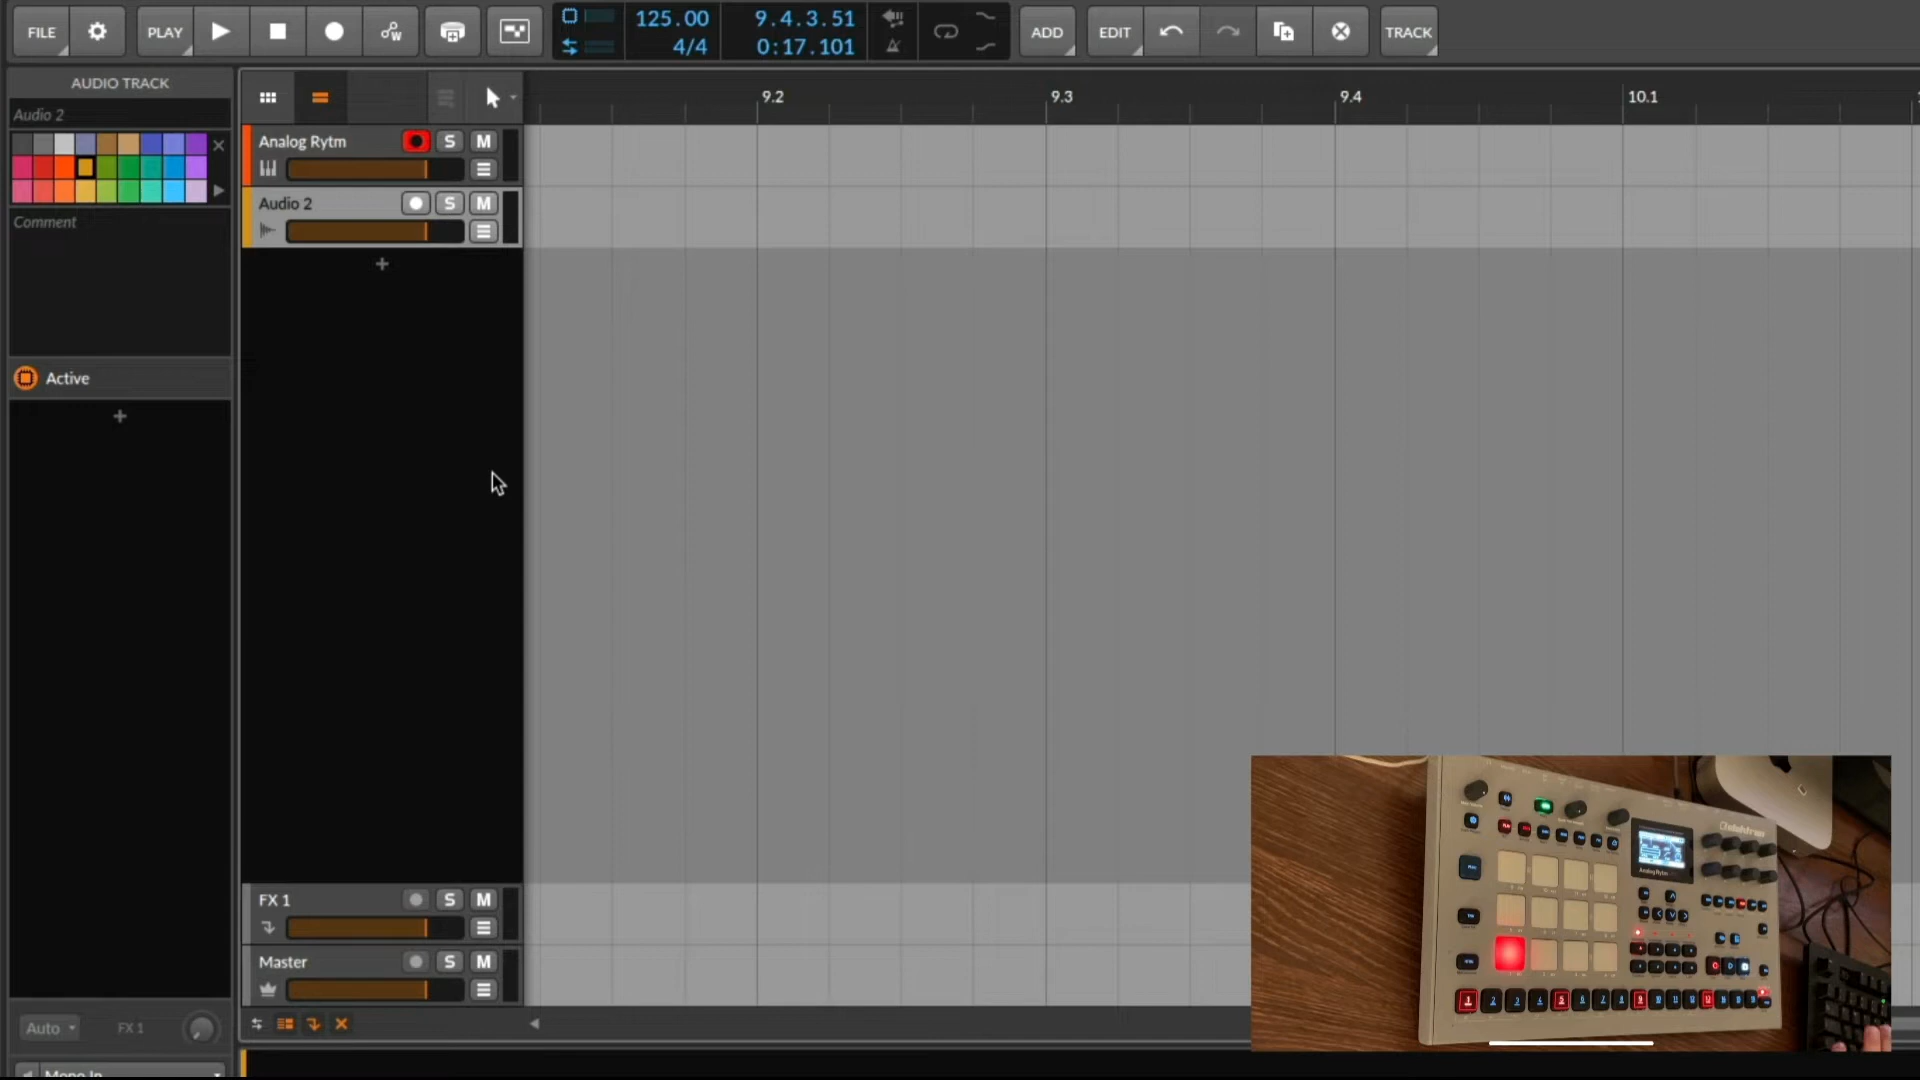 FILE
PLAY
125.00
4/4
9.4.3.51
0:17.101
ADD
EDIT
TRACK
AUDIO TRACK
Audio 2
Comment
Active
Auto
FX 1
9.2
9.3
9.4
10.1
Analog Rytm
S
M
Audio 2
S
M
FX 1
S
M
Master
S
M
Analog Rytm